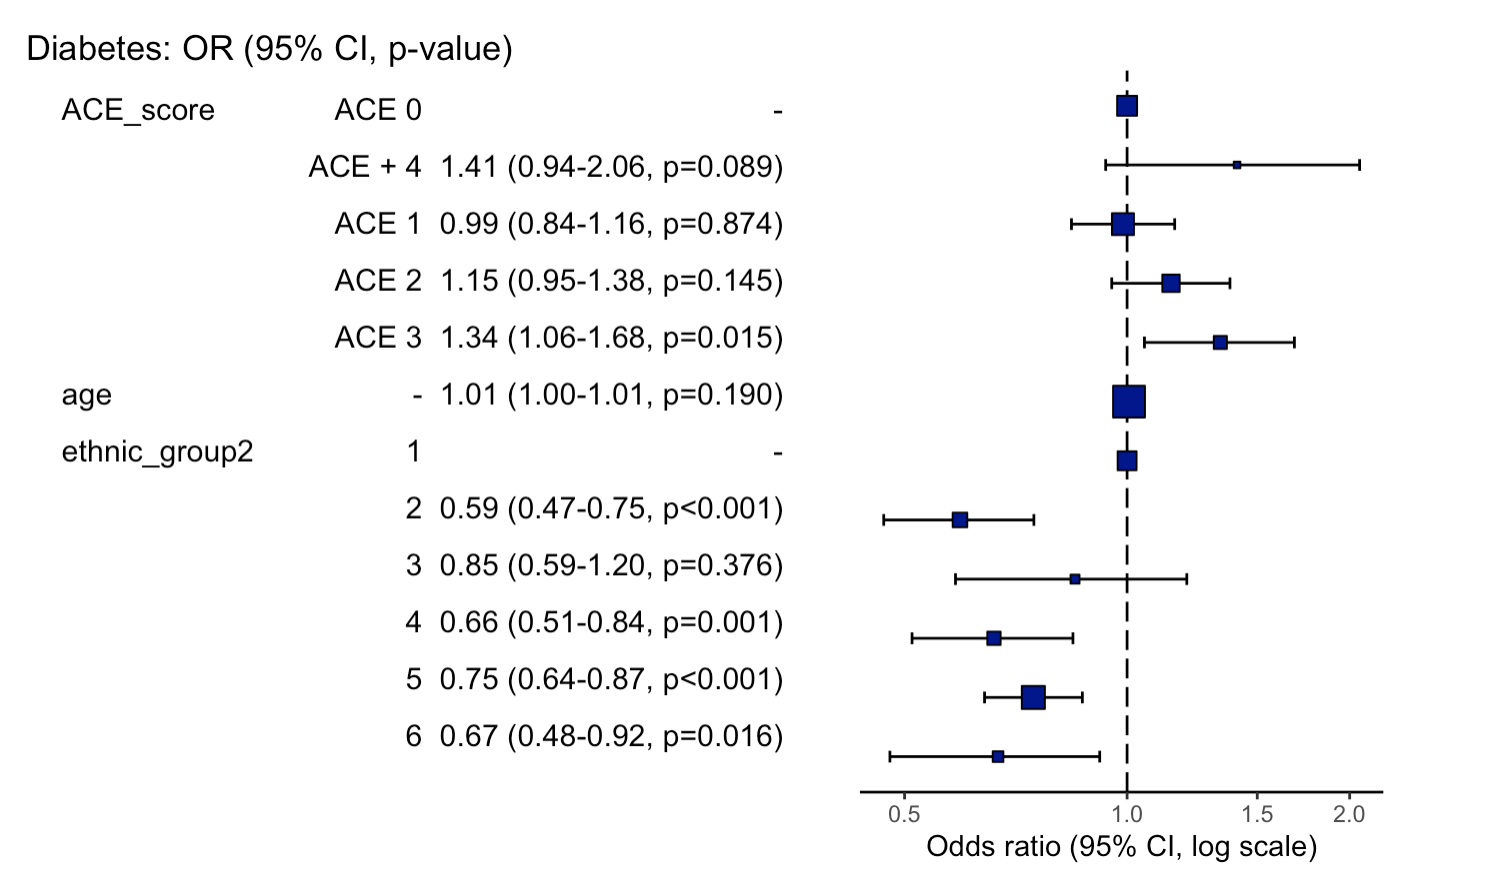 Diabetes: OR (95% CI, p-value)
ACE_score ACE 0 -
ACE + 4 1.41 (0.94-2.06, p=0.089)
ACE 1 0.99 (0.84-1.16, p=0.874)
ACE 2 1.15 (0.95-1.38, p=0.145)
ACE 3 1.34 (1.06-1.68, p=0.015)
age - 1.01 (1.00-1.01, p=0.190)
ethnic_group2 1 -
2 0.59 (0.47-0.75, p<0.001)
3 0.85 (0.59-1.20, p=0.376)
4 0.66 (0.51-0.84, p=0.001)
5 0.75 (0.64-0.87, p<0.001)
6 0.67 (0.48-0.92, p=0.016)
0.5 1.0 1.5 2.0
Odds ratio (95% CI, log scale)